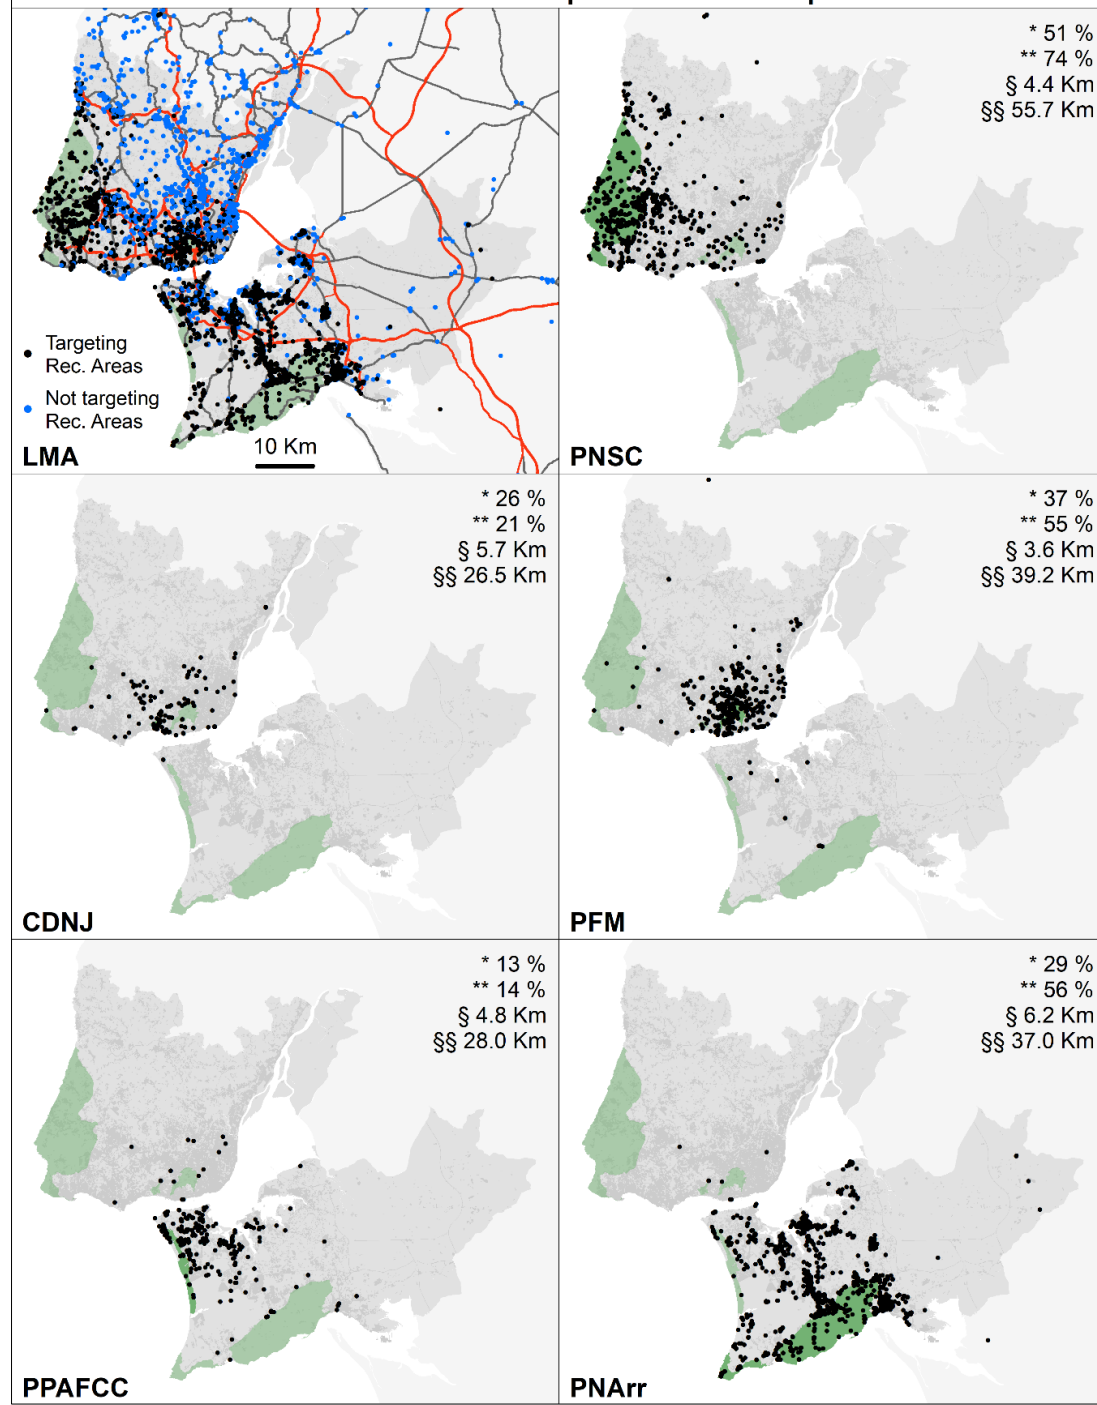 Targeting
Rec. Areas
Not targeting
Rec. Areas
10 Km
LMA
* 51 %
** 74 %
§ 4.4 Km
§§ 55.7 Km
PNSC
* 26 %
** 21 %
§ 5.7 Km
§§ 26.5 Km
CDNJ
* 37 %
** 55 %
§ 3.6 Km
§§ 39.2 Km
PFM
* 13 %
** 14 %
§ 4.8 Km
§§ 28.0 Km
PPAFCC
* 29 %
** 56 %
§ 6.2 Km
§§ 37.0 Km
PNArr